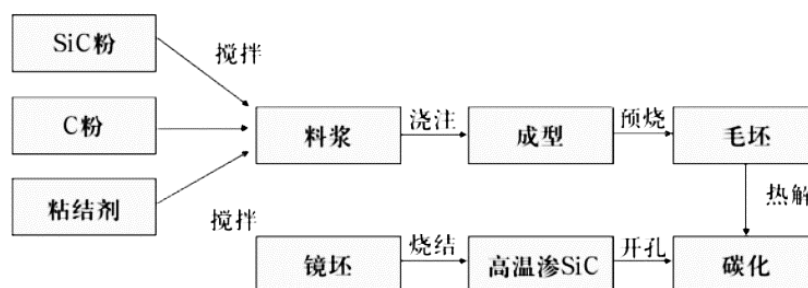 SiC粉
搅拌
C粉
料浆
浇注
成型
预烧
毛坯
粘结剂
搅拌
热解
镜坯
烧结
高温渗SiC
开孔
碳化